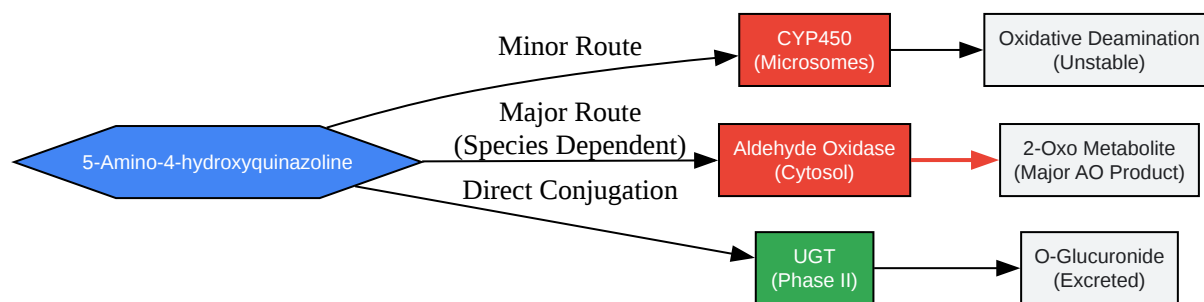 5-Amino-4-hydroxyquinazoline
Minor Route
CYP450
(Microsomes)
Oxidative Deamination
(Unstable)
Major Route
(Species Dependent)
Aldehyde Oxidase
(Cytosol)
2-Oxo Metabolite
(Major AO Product)
Direct Conjugation
UGT
(Phase II)
O-Glucuronide
(Excreted)